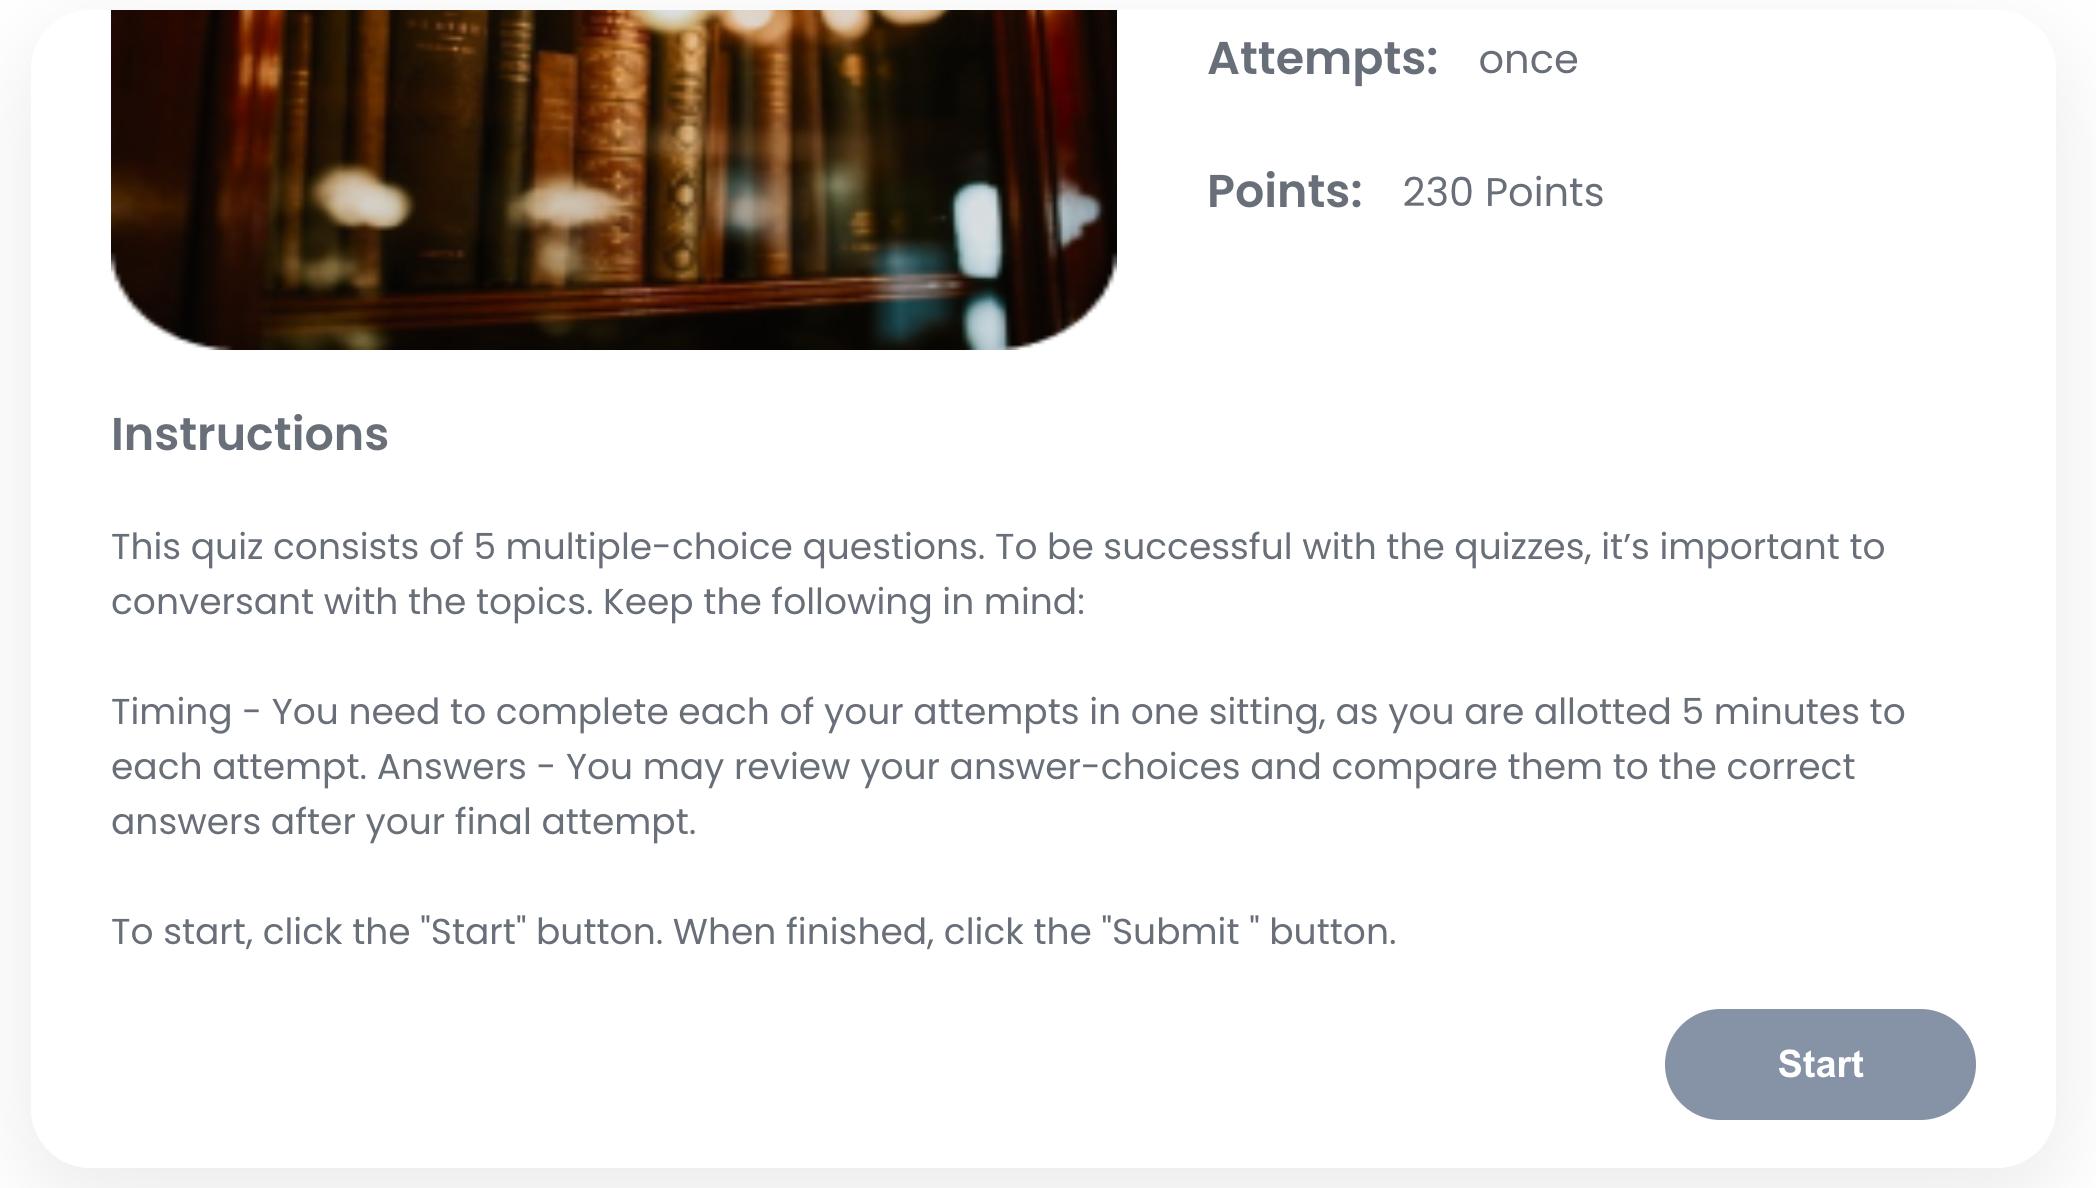 Attempts: once
Points: 230 Points
Instructions
This quiz consists of 5 multiple-choice questions. To be successful with the quizzes, it’s important to
conversant with the topics. Keep the following in mind:
Timing - You need to complete each of your attempts in one sitting, as you are allotted 5 minutes to
each attempt. Answers - You may review your answer-choices and compare them to the correct
answers after your final attempt.
To start, click the "Start" button. When finished, click the "Submit " button.
Start